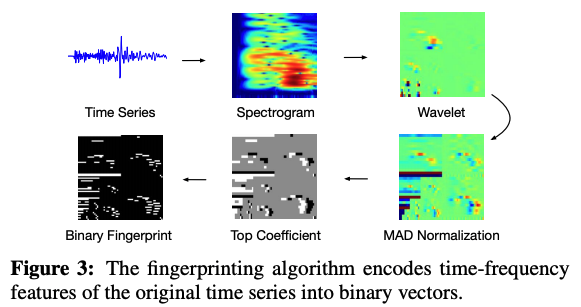 Time Series
Spectrogram
Wavelet
Binary Fingerprint
Top Coefficient
MAD Normalization
Figure 3: The fingerprinting algorithm encodes time-frequency
features of the original time series into binary vectors.